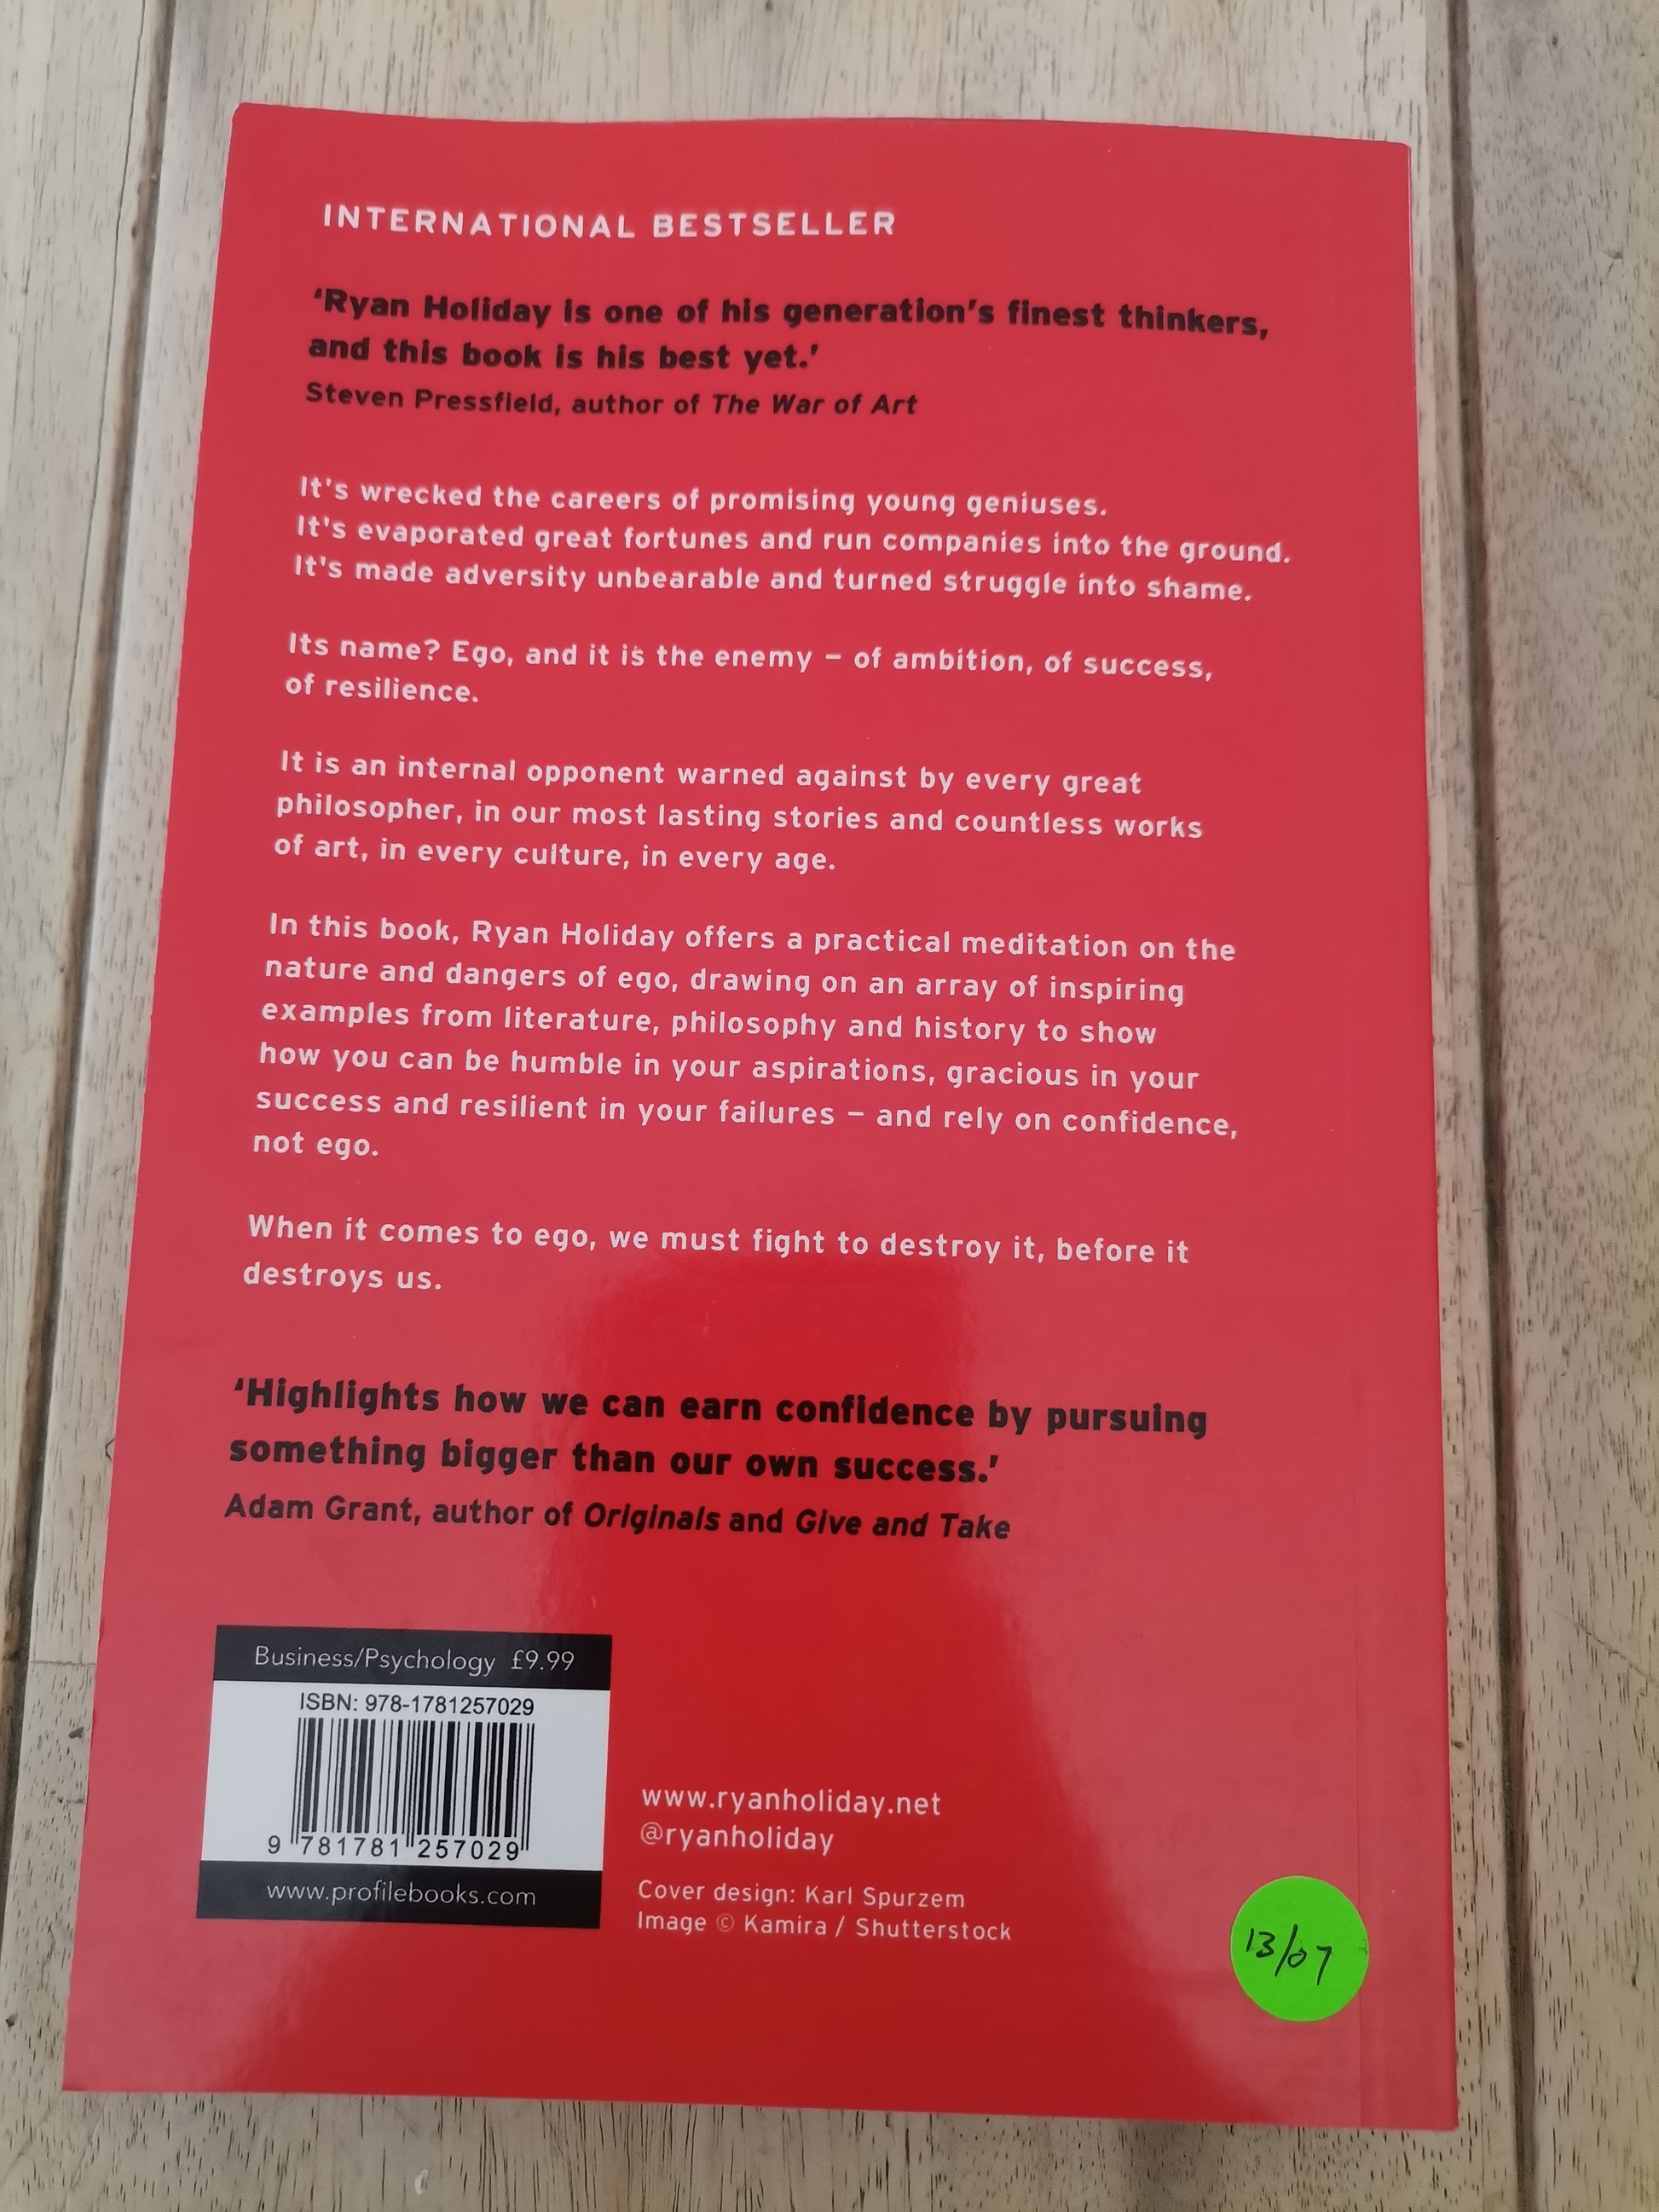 INTERNATIONAL BESTSELLER
‘Ryan Holiday is one of his generation’s finest thinkers,
and this book is his best yet.’
Steven Pressfield, author of The War of Art
It's wrecked the careers of promising young geniuses.
It's evaporated great fortunes and run companies into the ground.
It's made adversity unbearable and turned struggle into shame.
Its name? Ego, and it is the enemy – of ambition, of success,
of resilience.
It is an internal opponent warned against by every great
philosopher, in our most lasting stories and countless works
of art, in every culture, in every age.
In this book, Ryan Holiday offers a practical meditation on the
nature and dangers of ego, drawing on an array of inspiring
examples from literature, philosophy and history to show
how you can be humble in your aspirations, gracious in your
success and resilient in your failures – and rely on confidence,
not ego.
When it comes to ego, we must fight to destroy it, before it
destroys us.
‘Highlights how we can earn confidence by pursuing
something bigger than our own success.’
Adam Grant, author of Originals and Give and Take
Business/Psychology £9.99
ISBN: 978-1781257029
9 781781 257029
www.profilebooks.com
www.ryanholiday.net
@ryanholiday
Cover design: Karl Spurzem
Image © Kamira / Shutterstock
13/07